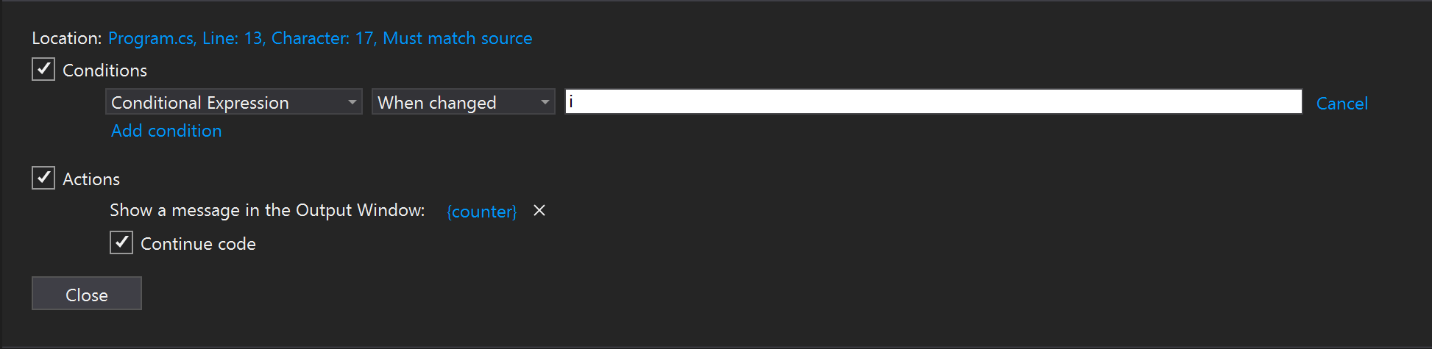 Location: Program.cs, Line: 13, Character: 17, Must match source
Conditions
Conditional Expression When changed i Cancel
Add condition
Actions
Show a message in the Output Window: {counter} ✕
Continue code
Close